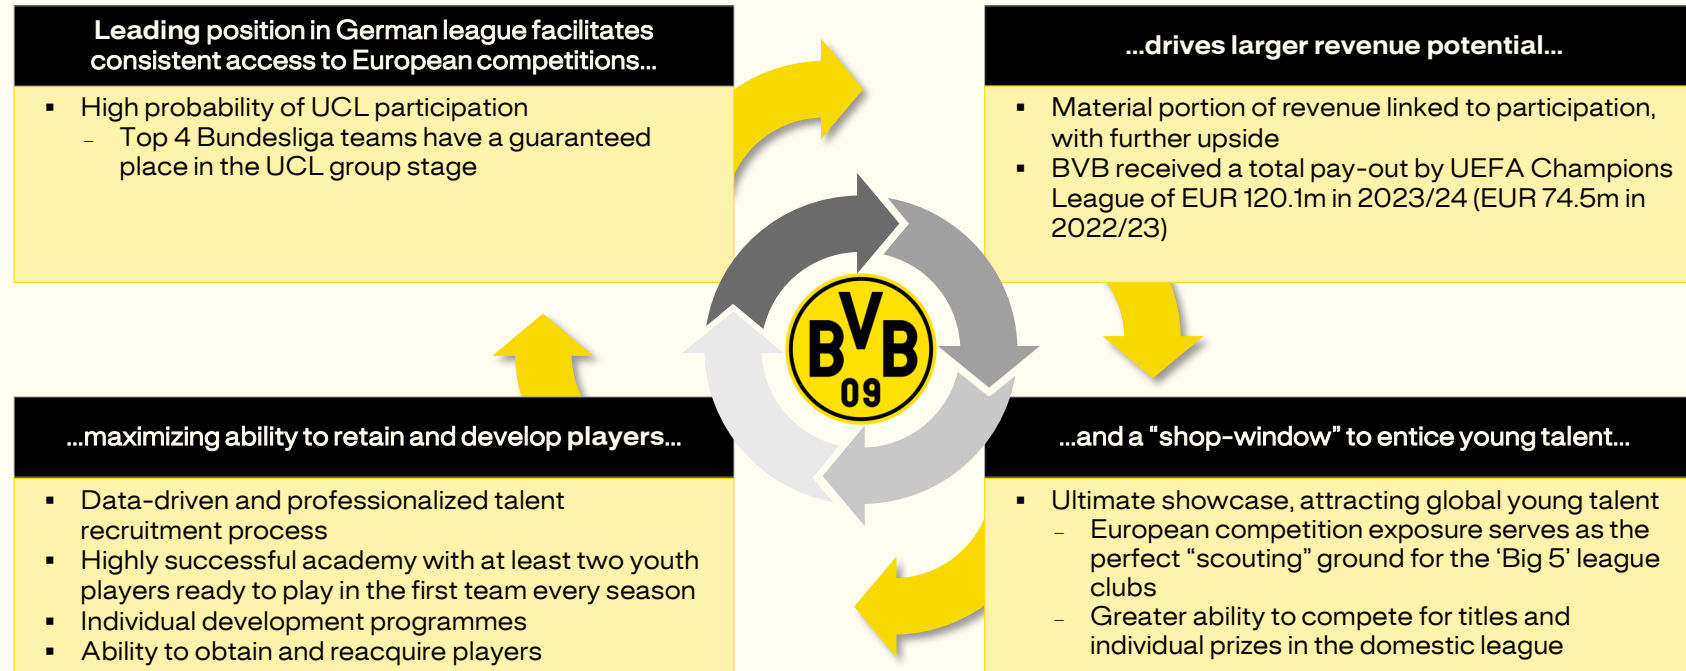 Leading position in German league facilitates
consistent access to European competitions...
▪ High probability of UCL participation
– Top 4 Bundesliga teams have a guaranteed
place in the UCL group stage
...drives larger revenue potential...
▪ Material portion of revenue linked to participation,
with further upside
▪ BVB received a total pay-out by UEFA Champions
League of EUR 120.1m in 2023/24 (EUR 74.5m in
2022/23)
BVB
09
...maximizing ability to retain and develop players...
▪ Data-driven and professionalized talent
recruitment process
▪ Highly successful academy with at least two youth
players ready to play in the first team every season
▪ Individual development programmes
▪ Ability to obtain and reacquire players
...and a “shop-window” to entice young talent...
▪ Ultimate showcase, attracting global young talent
– European competition exposure serves as the
perfect “scouting” ground for the ‘Big 5’ league
clubs
– Greater ability to compete for titles and
individual prizes in the domestic league